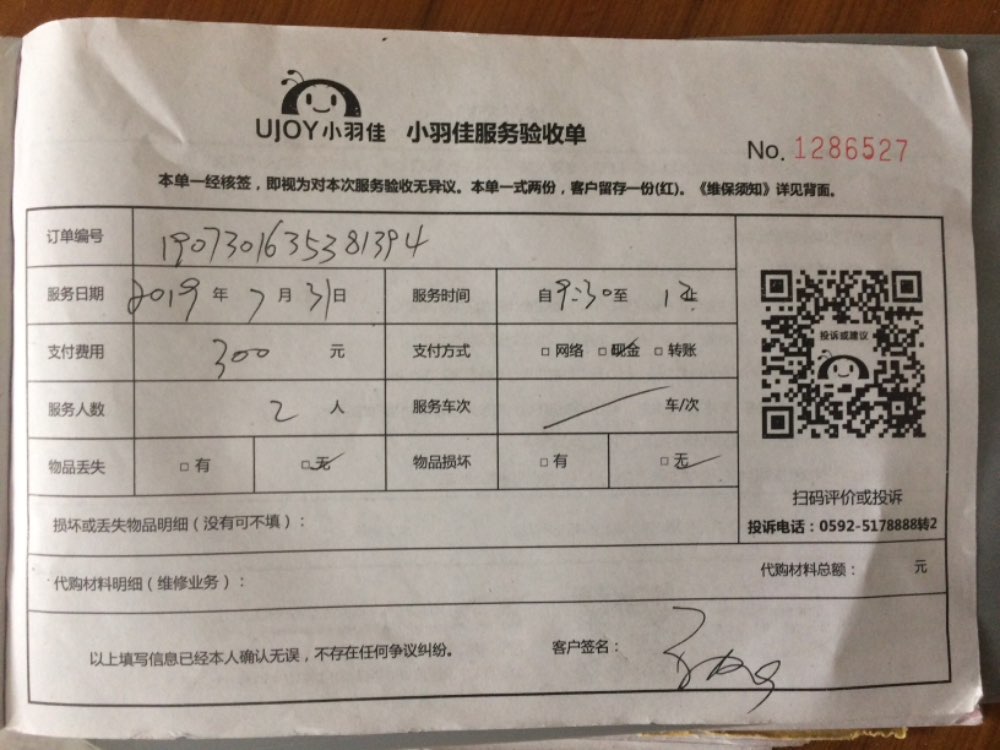 UJOY小羽佳 小羽佳服务验收单
No. 1286527
本单一经核签，即视为对本次服务验收无异议。本单一式两份，客户留存一份(红)。《维保须知》详见背面。
订单编号 1907301635381394
服务日期 2019 年 7 月 31 日 服务时间 自 9:30 至 12 止
支付费用 300 元 支付方式 □ 网络 □ 现金 □ 转账
服务人数 2 人 服务车次 车/次
物品丢失 □ 有 □ 无 物品损坏 □ 有 □ 无
投诉或建议
扫码评价或投诉
投诉电话：0592-5178888转2
损坏或丢失物品明细（没有可不填）：
代购材料明细（维修业务）： 代购材料总额： 元
以上填写信息已经本人确认无误，不存在任何争议纠纷。 客户签名：